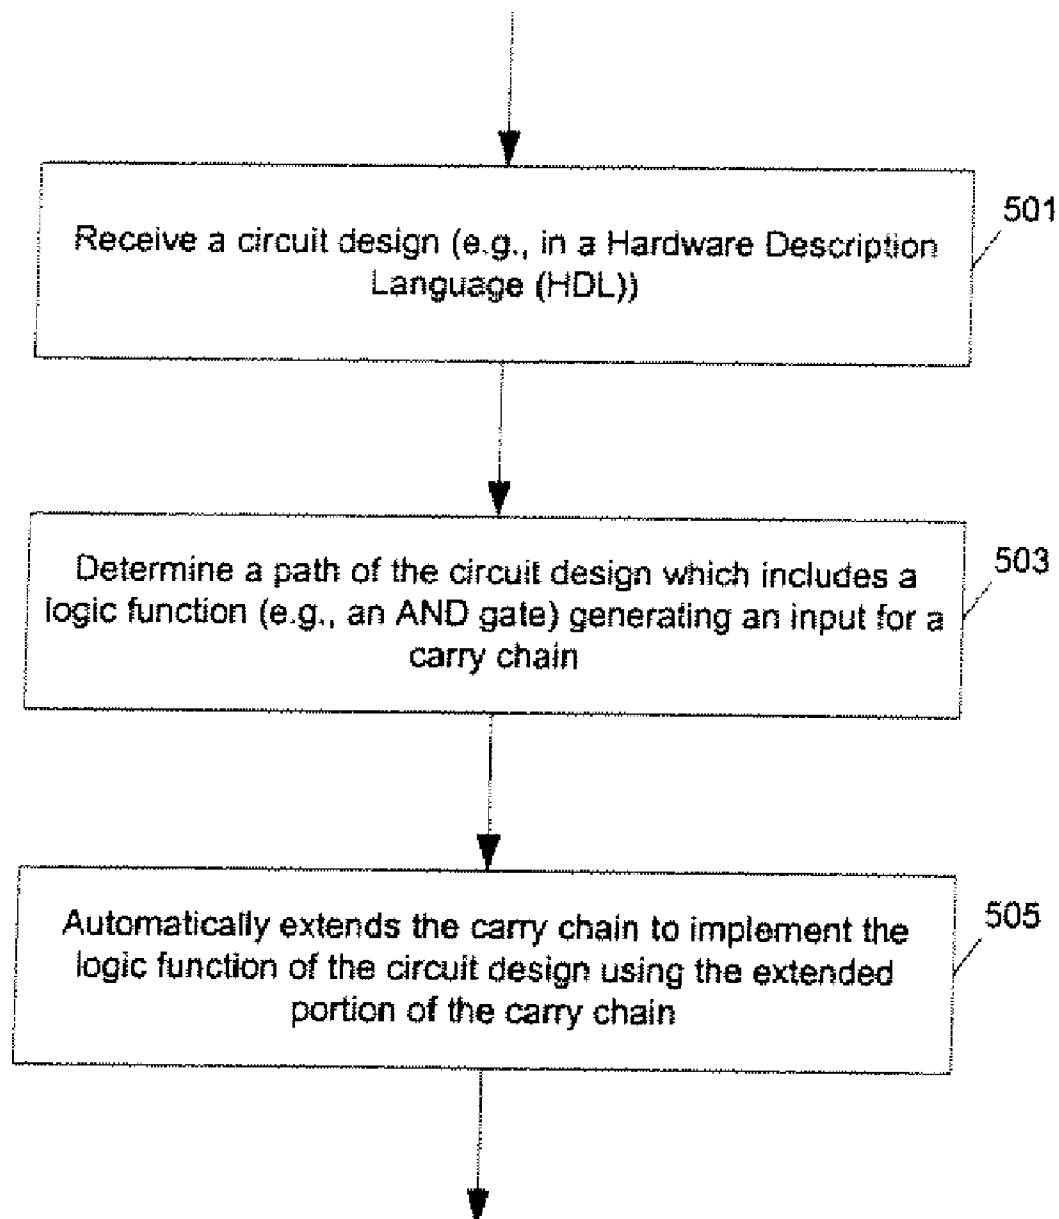 501
Receive a circuit design (e.g., in a Hardware Description
Language (HDL))
503
Determine a path of the circuit design which includes a
logic function (e.g., an AND gate) generating an input for a
carry chain
505
Automatically extends the carry chain to implement the
logic function of the circuit design using the extended
portion of the carry chain